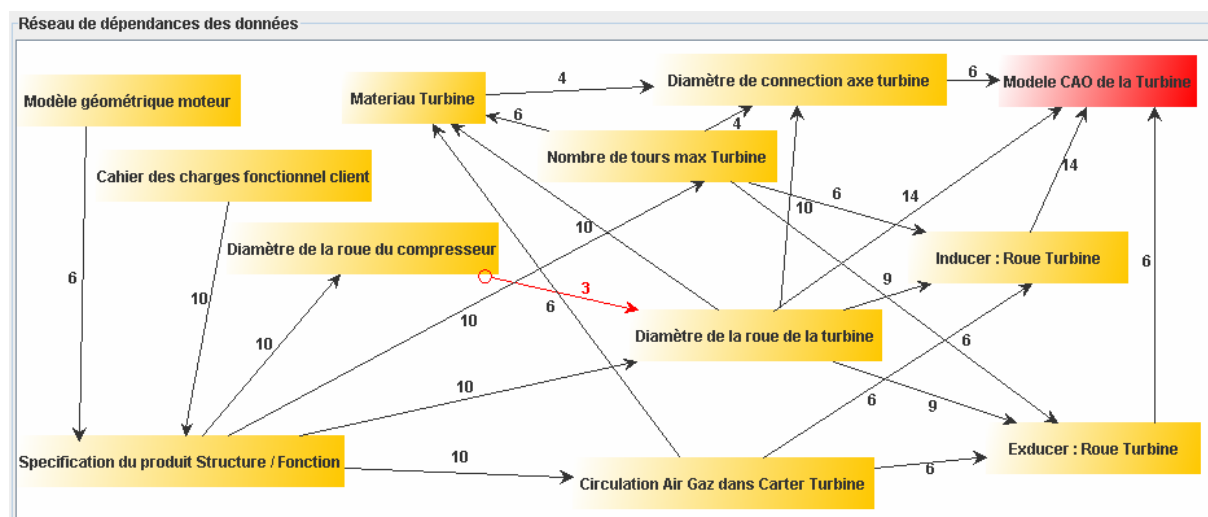 Réseau de dépendances des données
Modèle géométrique moteur
Materiau Turbine
4
Diamètre de connection axe turbine
6
Modele CAO de la Turbine
6
4
Nombre de tours max Turbine
Cahier des charges fonctionnel client
6
14
14
10
10
Diamètre de la roue du compresseur
Inducer : Roue Turbine
6
6
3
9
10
6
10
10
Diamètre de la roue de la turbine
6
10
6
9
Specification du produit Structure / Fonction
10
Circulation Air Gaz dans Carter Turbine
6
Exducer : Roue Turbine